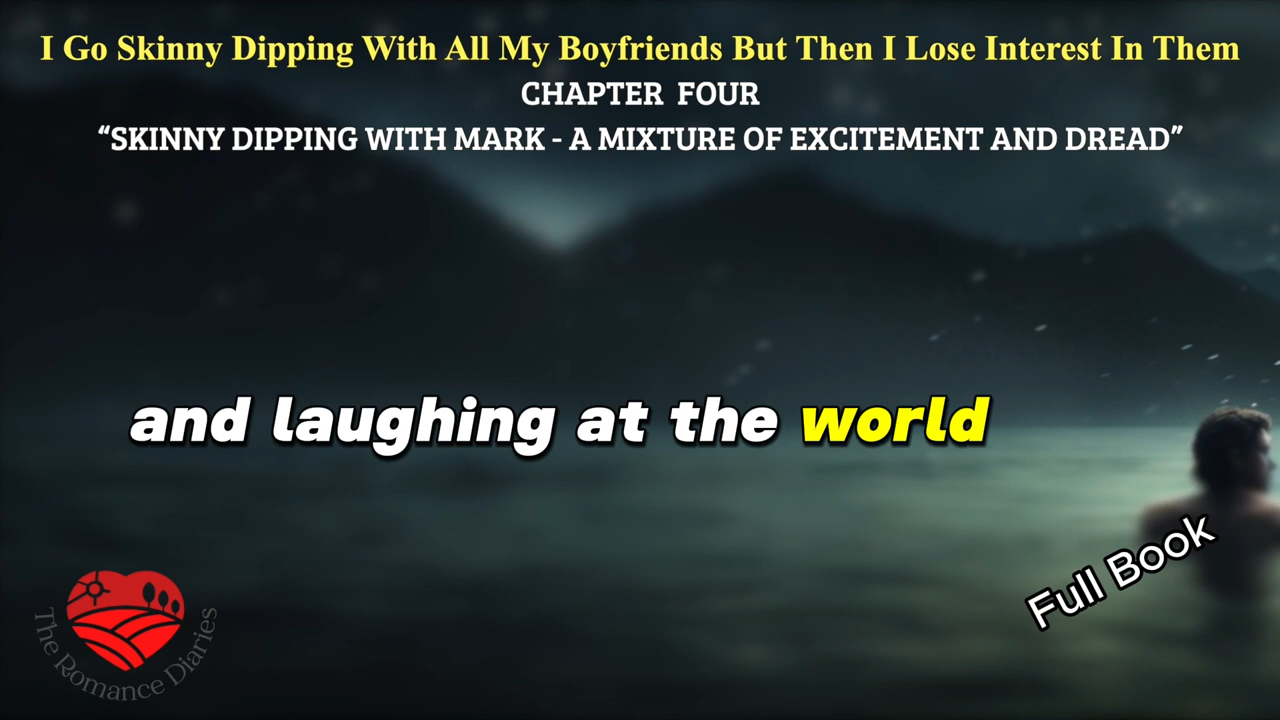 I Go Skinny Dipping With All My Boyfriends But Then I Lose Interest In Them
CHAPTER FOUR
“SKINNY DIPPING WITH MARK - A MIXTURE OF EXCITEMENT AND DREAD”
and laughing at the world
Full Book
The Romance Diaries